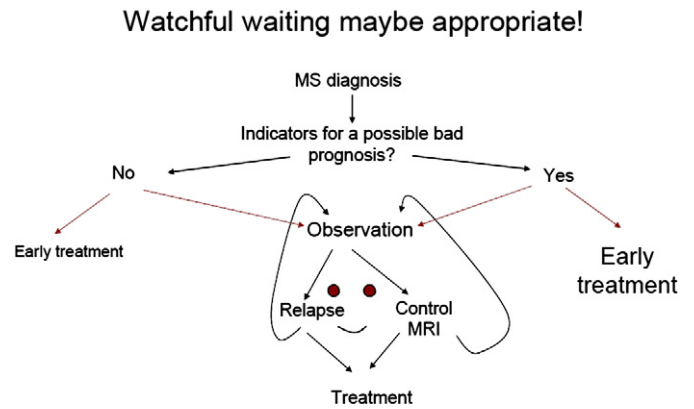 Watchful waiting maybe appropriate!
MS diagnosis
Indicators for a possible bad
prognosis?
No
Yes
Observation
Early treatment
Early
treatment
Relapse
Control
MRI
Treatment